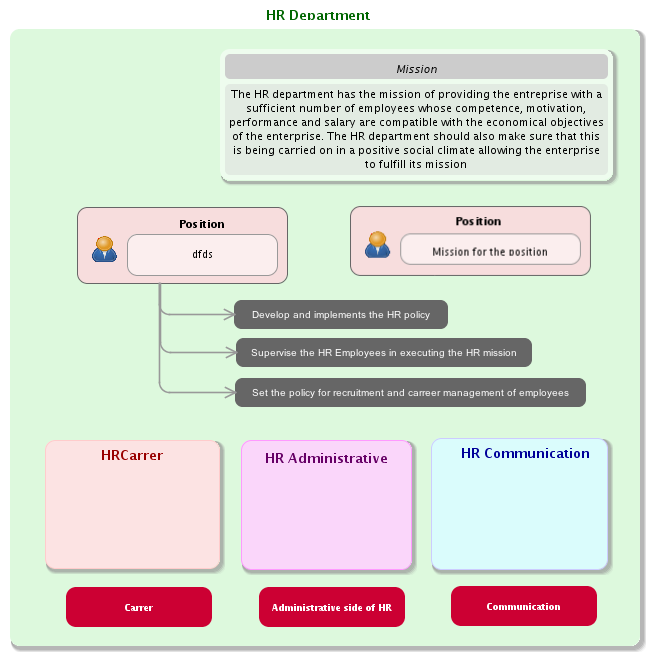 HR Department
Mission
The HR department has the mission of providing the entreprise with a
sufficient number of employees whose competence, motivation,
performance and salary are compatible with the economical objectives
of the enterprise. The HR department should also make sure that this
is being carried on in a positive social climate allowing the enterprise
to fulfill its mission
Position
dfds
Position
Mission for the position
Develop and implements the HR policy
Supervise the HR Employees in executing the HR mission
Set the policy for recruitment and carreer management of employees
HRCarrer
HR Administrative
HR Communication
Carrer
Administrative side of HR
Communication